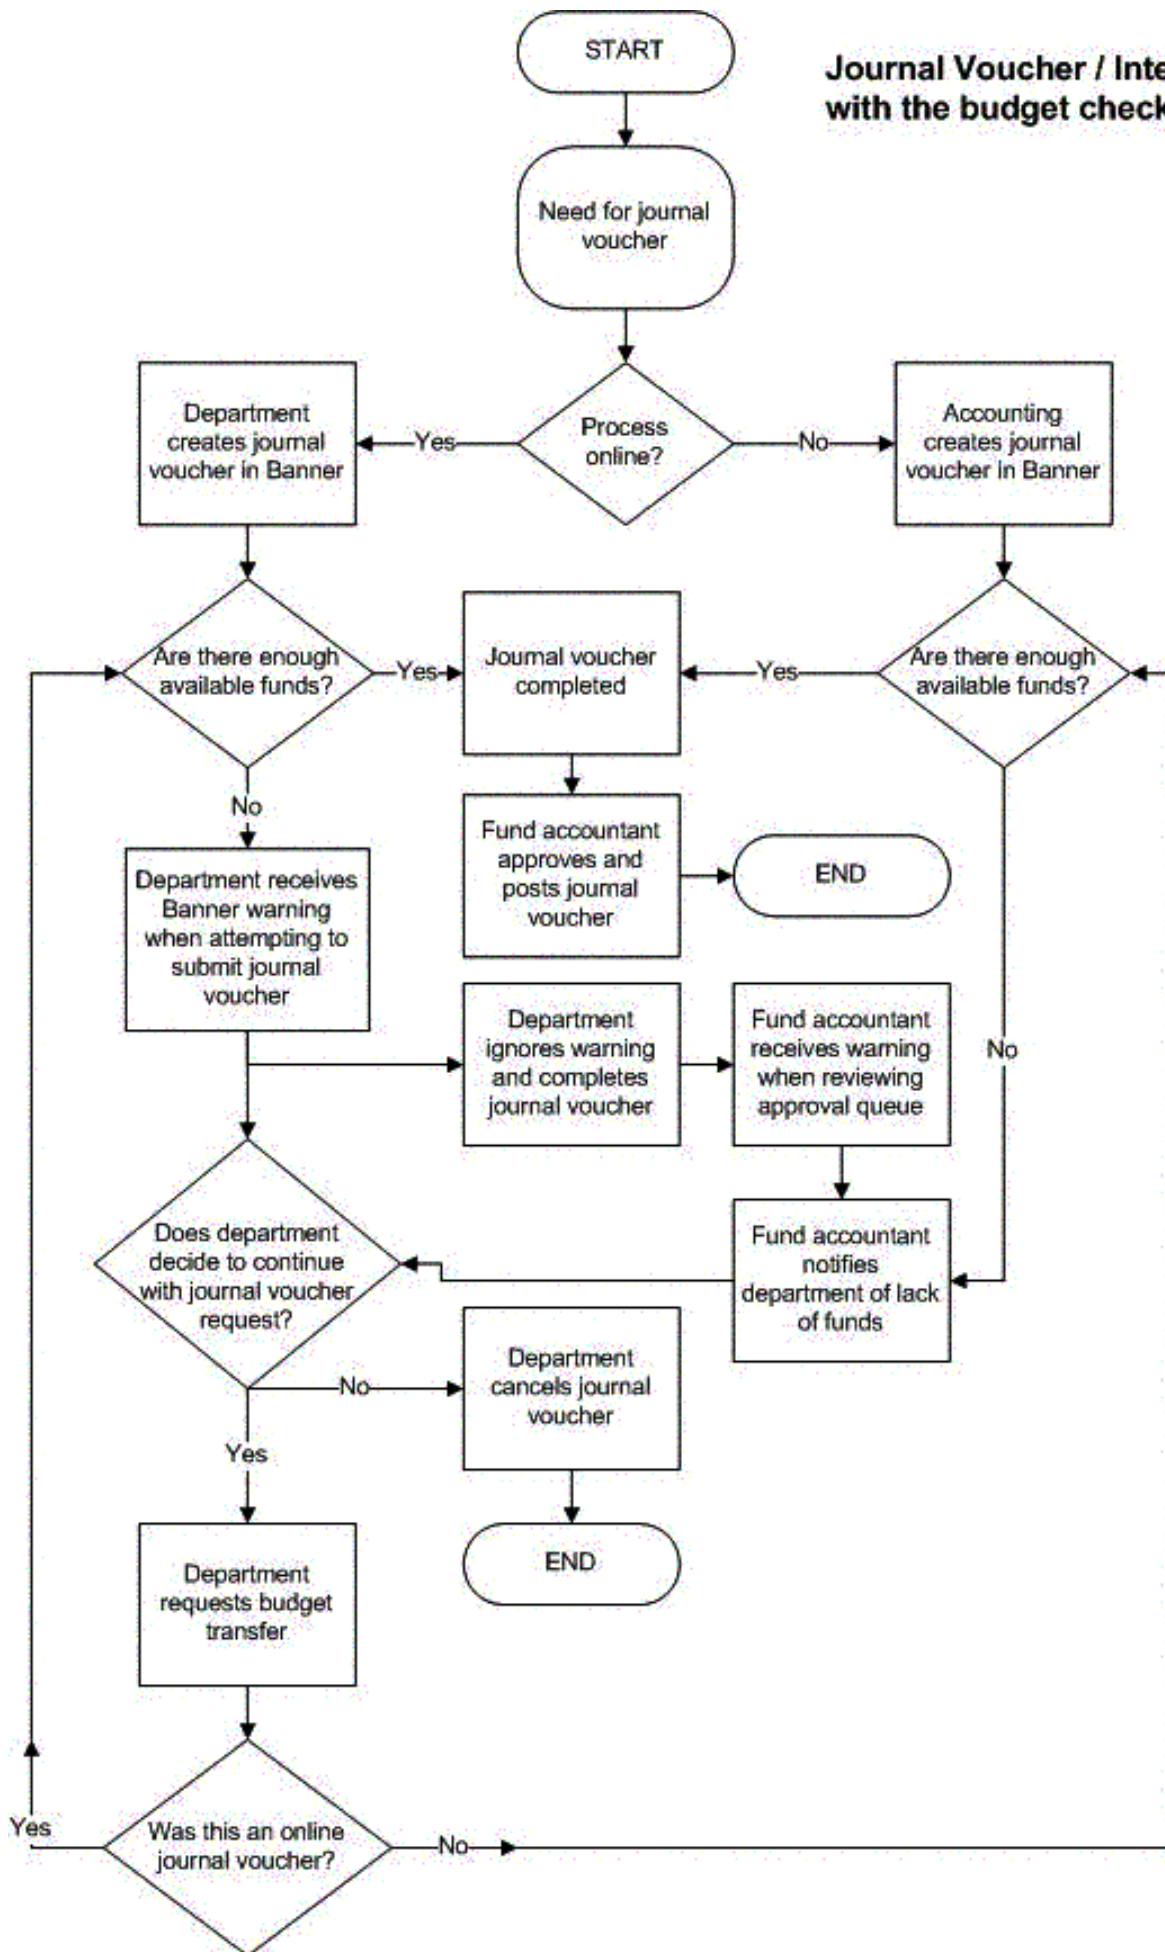 START
Journal Voucher / Inte
with the budget check
Need for journal
voucher
Process
online?
Yes
No
Department
creates journal
voucher in Banner
Accounting
creates journal
voucher in Banner
Are there enough
available funds?
Yes
Journal voucher
completed
Yes
Are there enough
available funds?
No
Fund accountant
approves and
posts journal
voucher
END
Department receives
Banner warning
when attempting to
submit journal
voucher
Department
ignores warning
and completes
journal voucher
Fund accountant
receives warning
when reviewing
approval queue
No
Does department
decide to continue
with journal voucher
request?
Fund accountant
notifies
department of lack
of funds
No
Department
cancels journal
voucher
Yes
END
Department
requests budget
transfer
Yes
Was this an online
journal voucher?
No